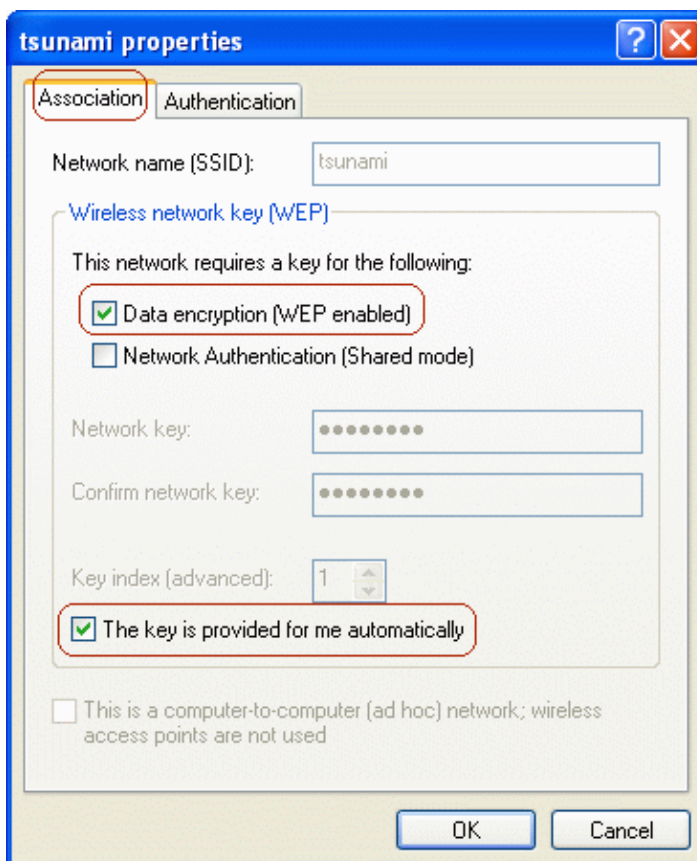 tsunami properties
Association
Authentication
Network name (SSID):
tsunami
Wireless network key (WEP)
This network requires a key for the following:
Data encryption (WEP enabled)
Network Authentication (Shared mode)
Network key:
••••••••
Confirm network key:
••••••••
Key index (advanced):
1
The key is provided for me automatically
This is a computer-to-computer (ad hoc) network; wireless
access points are not used
OK
Cancel